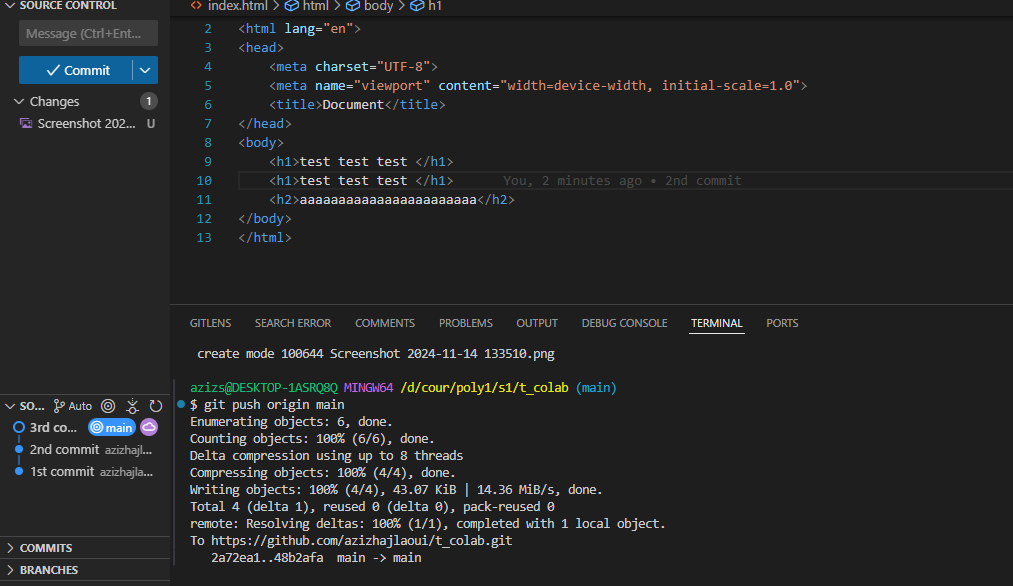 SOURCE CONTROL
Message (Ctrl+Ent...
Commit
Changes 1
Screenshot 202... U
SO... Auto
3rd co... main
2nd commit azizhajl...
1st commit azizhajla...
COMMITS
BRANCHES
index.html > html > body > h1
2 <html lang="en">
3 <head>
4 <meta charset="UTF-8">
5 <meta name="viewport" content="width=device-width, initial-scale=1.0">
6 <title>Document</title>
7 </head>
8 <body>
9 <h1>test test test </h1>
10 <h1>test test test </h1> You, 2 minutes ago • 2nd commit
11 <h2>aaaaaaaaaaaaaaaaaaaaaaa</h2>
12 </body>
13 </html>
GITLENS SEARCH ERROR COMMENTS PROBLEMS OUTPUT DEBUG CONSOLE TERMINAL PORTS
create mode 100644 Screenshot 2024-11-14 133510.png
azizs@DESKTOP-1ASRQ8Q MINGW64 /d/cour/poly1/s1/t_colab (main)
$ git push origin main
Enumerating objects: 6, done.
Counting objects: 100% (6/6), done.
Delta compression using up to 8 threads
Compressing objects: 100% (4/4), done.
Writing objects: 100% (4/4), 43.07 KiB | 14.36 MiB/s, done.
Total 4 (delta 1), reused 0 (delta 0), pack-reused 0
remote: Resolving deltas: 100% (1/1), completed with 1 local object.
To https://github.com/azizhajlaoui/t_colab.git
2a72ea1..48b2afa main -> main